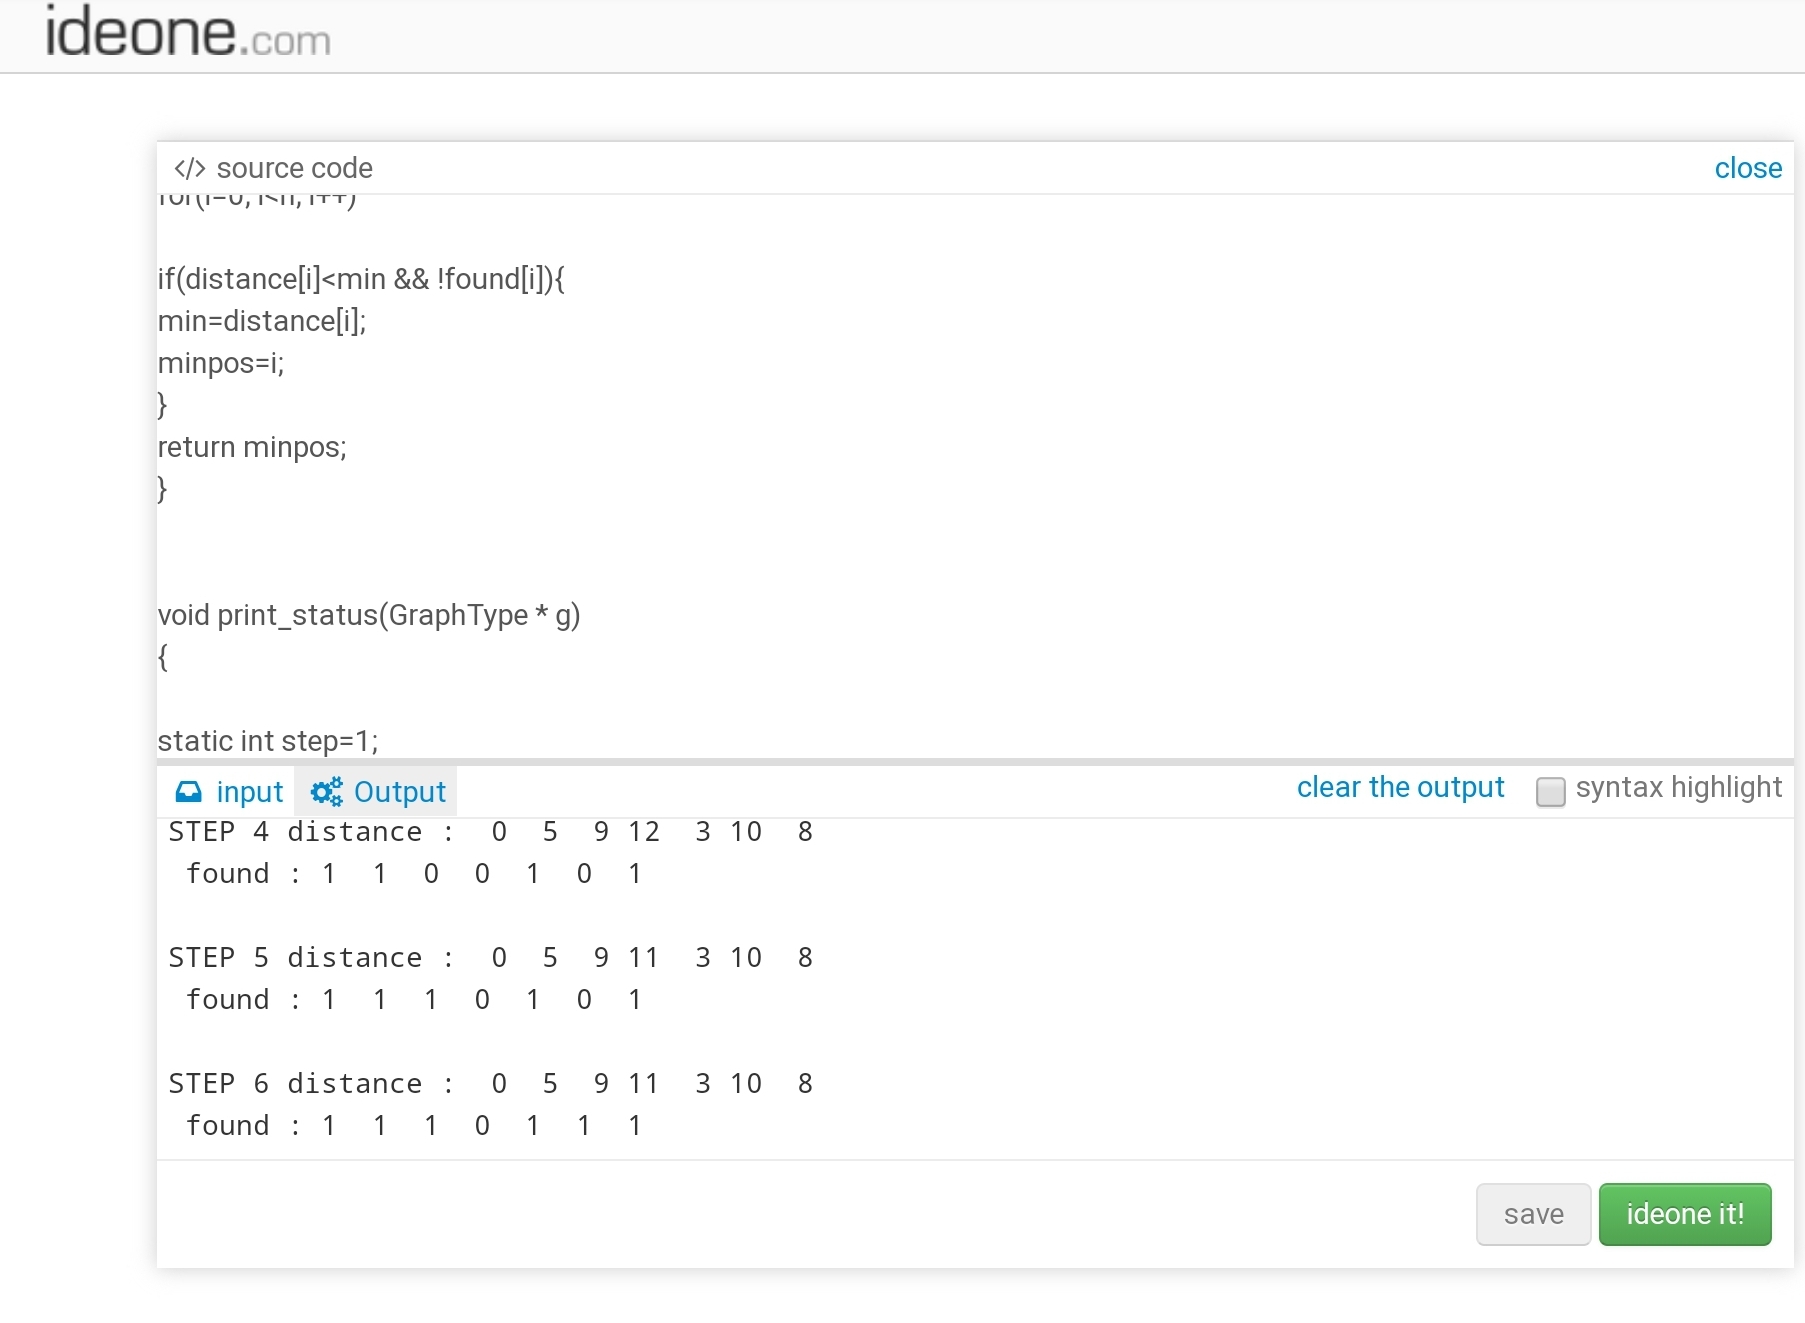 ideone.com
</> source code
close
for(i=0; i<n; i++)
if(distance[i]<min && !found[i]){
min=distance[i];
minpos=i;
}
return minpos;
}
void print_status(GraphType * g)
{
static int step=1;
input
Output
clear the output
syntax highlight
STEP 4 distance :  0  5  9 12  3 10  8
found : 1  1  0  0  1  0  1
STEP 5 distance :  0  5  9 11  3 10  8
found : 1  1  1  0  1  0  1
STEP 6 distance :  0  5  9 11  3 10  8
found : 1  1  1  0  1  1  1
save
ideone it!